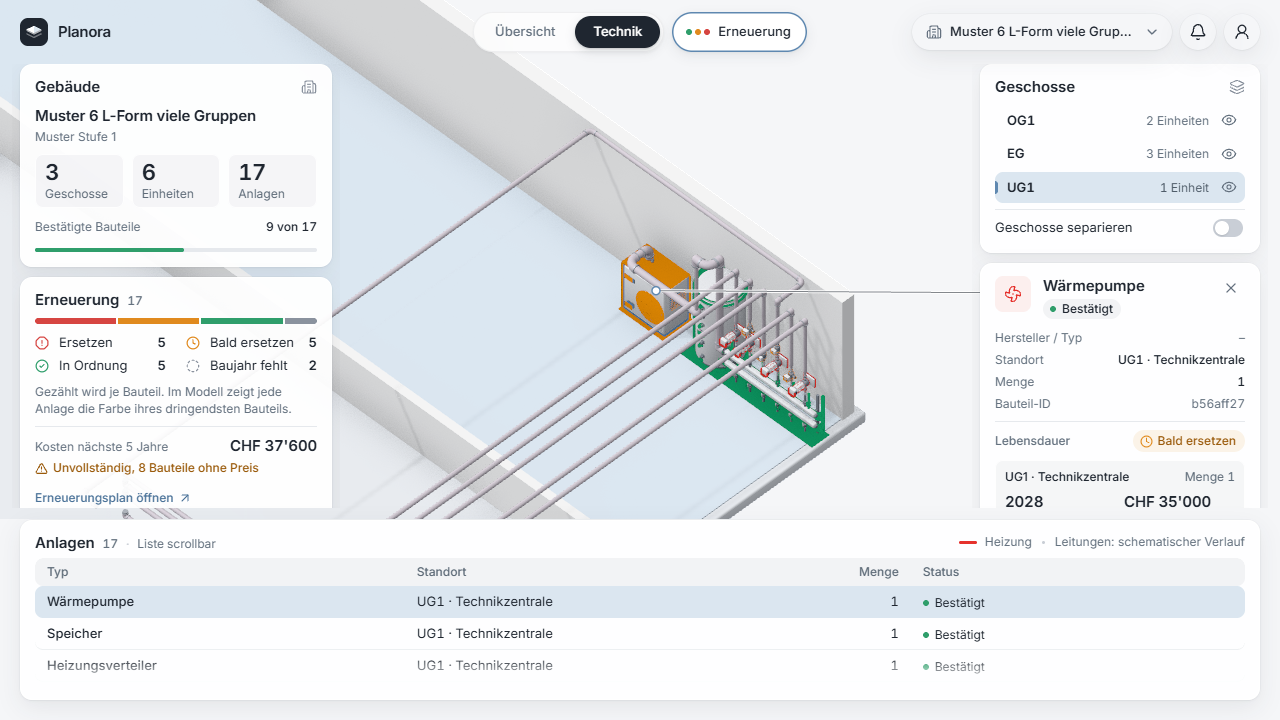 Planora
Übersicht
Technik
Erneuerung
Muster 6 L-Form viele Grup...
Gebäude
Muster 6 L-Form viele Gruppen
Muster Stufe 1
3
Geschosse
6
Einheiten
17
Anlagen
Bestätigte Bauteile
9 von 17
Erneuerung 17
Ersetzen 5
Bald ersetzen 5
In Ordnung 5
Baujahr fehlt 2
Gezählt wird je Bauteil. Im Modell zeigt jede
Anlage die Farbe ihres dringendsten Bauteils.
Kosten nächste 5 Jahre CHF 37'600
Unvollständig, 8 Bauteile ohne Preis
Erneuerungsplan öffnen
Geschosse
OG1 2 Einheiten
EG 3 Einheiten
UG1 1 Einheit
Geschosse separieren
Wärmepumpe
Bestätigt
Hersteller / Typ –
Standort UG1 · Technikzentrale
Menge 1
Bauteil-ID b56aff27
Lebensdauer Bald ersetzen
UG1 · Technikzentrale Menge 1
2028 CHF 35'000
Anlagen 17 · Liste scrollbar
Heizung · Leitungen: schematischer Verlauf
Typ Standort Menge Status
Wärmepumpe UG1 · Technikzentrale 1 Bestätigt
Speicher UG1 · Technikzentrale 1 Bestätigt
Heizungsverteiler UG1 · Technikzentrale 1 Bestätigt